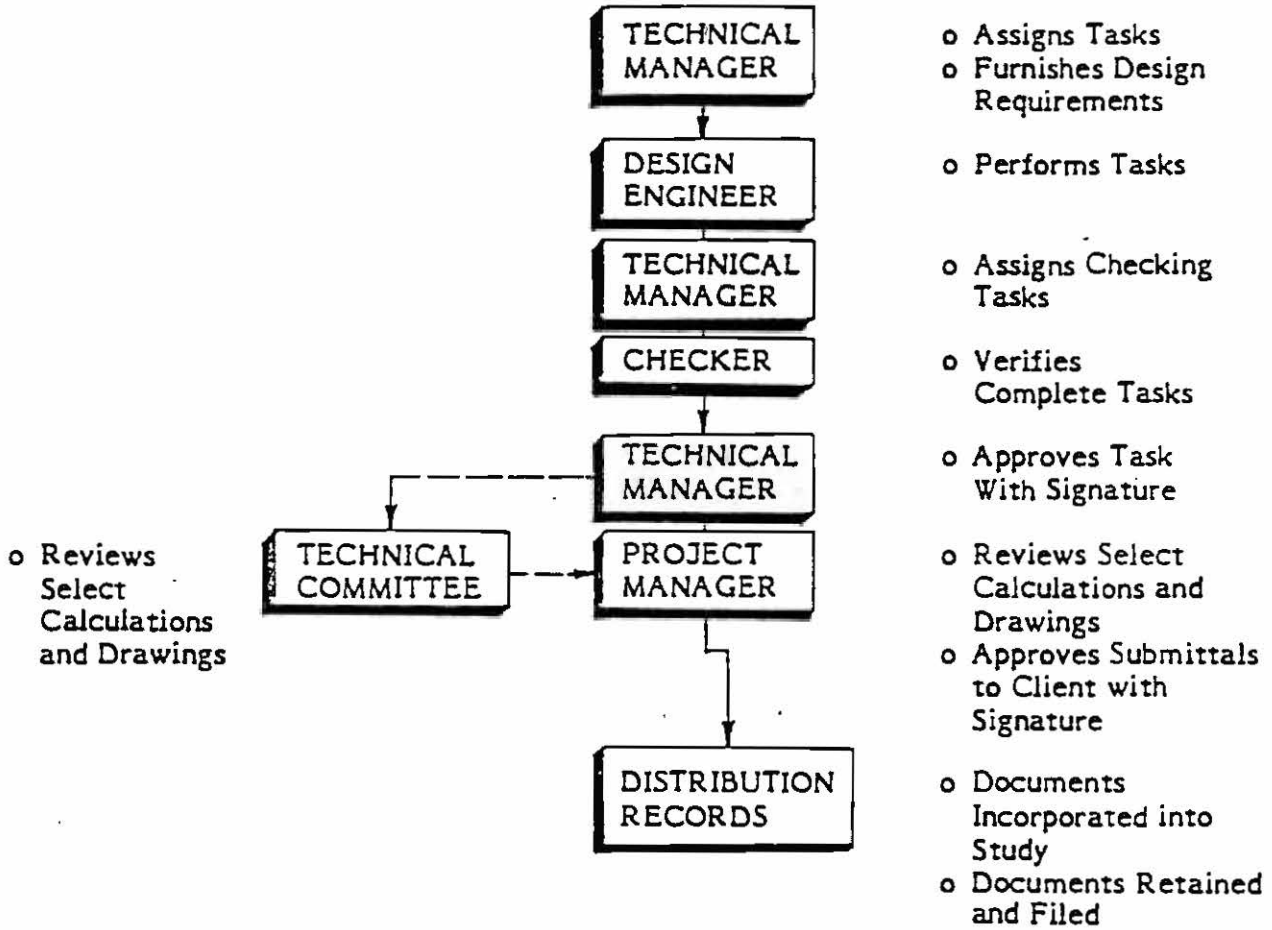 TECHNICAL
MANAGER
o Assigns Tasks
o Furnishes Design
Requirements
DESIGN
ENGINEER
o Performs Tasks
TECHNICAL
MANAGER
o Assigns Checking
Tasks
CHECKER
o Verifies
Complete Tasks
TECHNICAL
MANAGER
o Approves Task
With Signature
o Reviews
Select
Calculations
and Drawings
TECHNICAL
COMMITTEE
PROJECT
MANAGER
o Reviews Select
Calculations and
Drawings
o Approves Submittals
to Client with
Signature
DISTRIBUTION
RECORDS
o Documents
Incorporated into
Study
o Documents Retained
and Filed